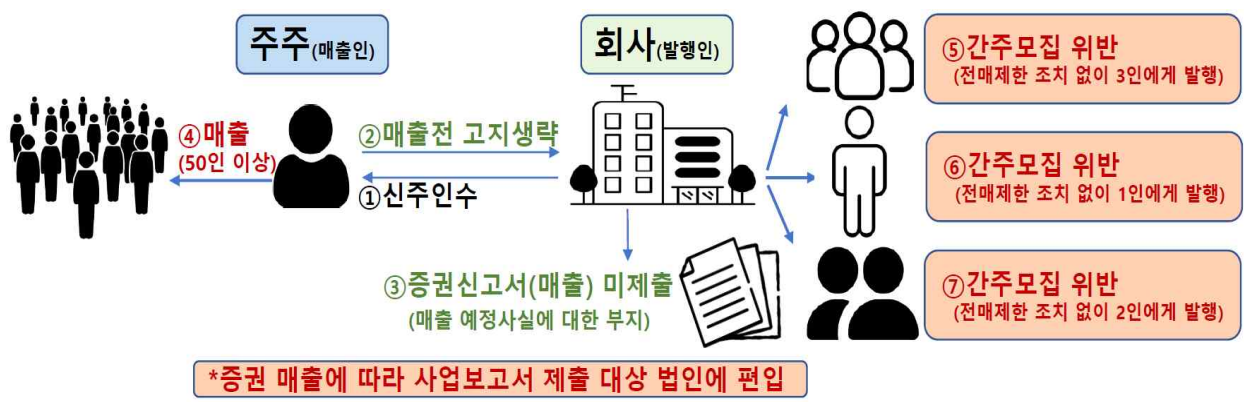 주주(매출인)
회사(발행인)
④매출
(50인 이상)
②매출전 고지생략
①신주인수
③증권신고서(매출) 미제출
(매출 예정사실에 대한 부지)
⑤간주모집 위반
(전매제한 조치 없이 3인에게 발행)
⑥간주모집 위반
(전매제한 조치 없이 1인에게 발행)
⑦간주모집 위반
(전매제한 조치 없이 2인에게 발행)
*증권 매출에 따라 사업보고서 제출 대상 법인에 편입